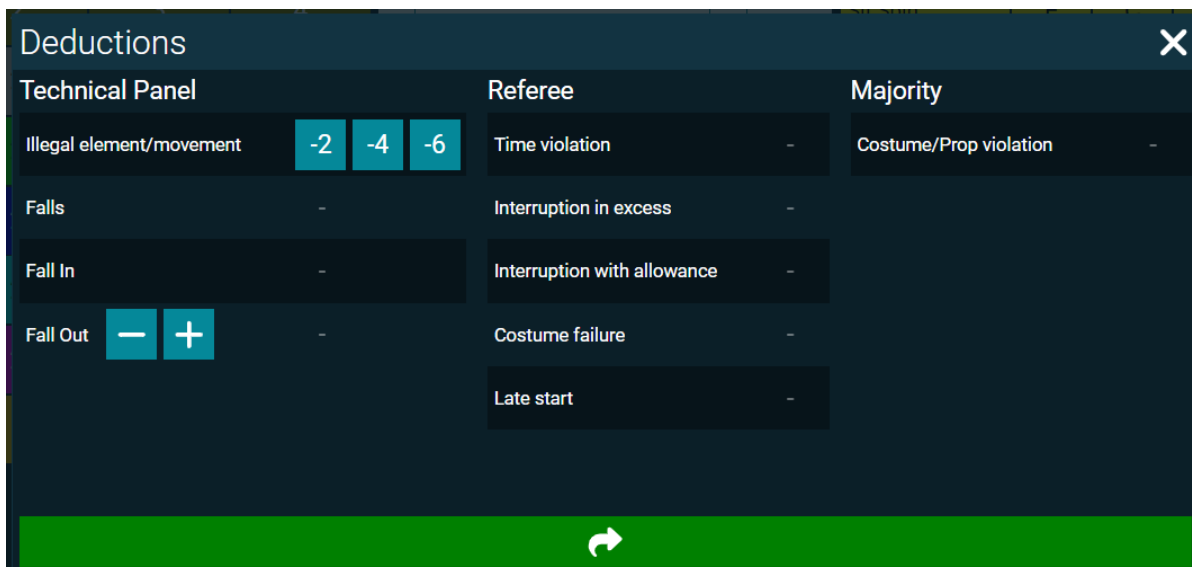 Deductions
Technical Panel
Referee
Majority
Illegal element/movement -2 -4 -6
Time violation -
Costume/Prop violation -
Falls -
Interruption in excess -
Fall In -
Interruption with allowance -
Fall Out − + -
Costume failure -
Late start -